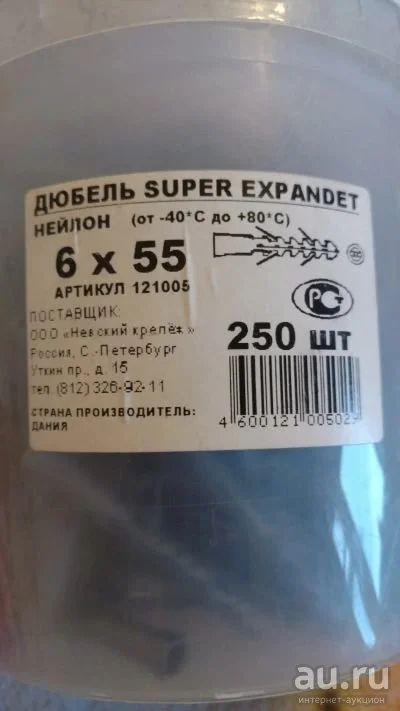 ДЮБЕЛЬ SUPER EXPANDET
НЕЙЛОН (от -40°С до +80°С)
6 x 55
АРТИКУЛ 121005
ПОСТАВЩИК:
ООО «Невский крепёж»
Россия, С.-Петербург
Уткин пр., д. 15
тел. (812) 326-92-11
СТРАНА ПРОИЗВОДИТЕЛЬ:
ДАНИЯ
РСТ
250 шт
4 600121 00502
au.ru
интернет-аукцион